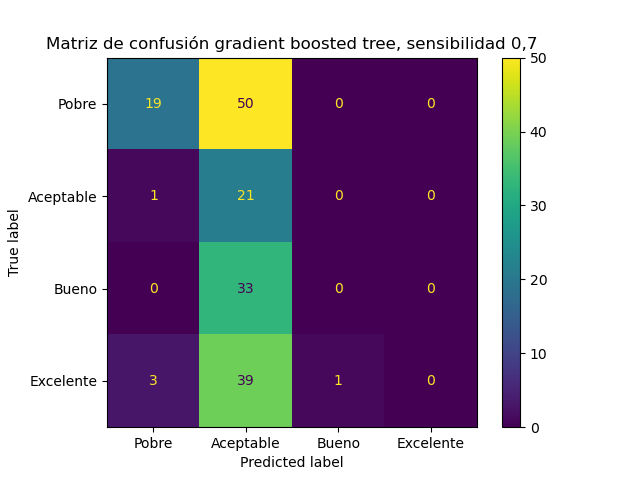 Matriz de confusión gradient boosted tree, sensibilidad 0,7
True label
Pobre 19 50 0 0
Aceptable 1 21 0 0
Bueno 0 33 0 0
Excelente 3 39 1 0
Pobre Aceptable Bueno Excelente
Predicted label
50
40
30
20
10
0